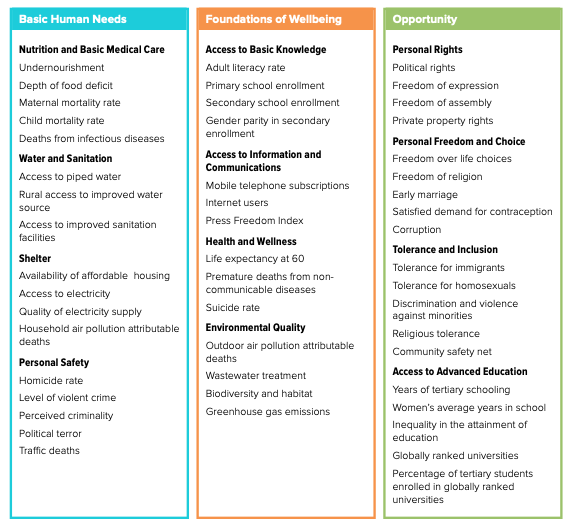 Basic Human Needs
Nutrition and Basic Medical Care
Undernourishment
Depth of food deficit
Maternal mortality rate
Child mortality rate
Deaths from infectious diseases
Water and Sanitation
Access to piped water
Rural access to improved water
source
Access to improved sanitation
facilities
Shelter
Availability of affordable housing
Access to electricity
Quality of electricity supply
Household air pollution attributable
deaths
Personal Safety
Homicide rate
Level of violent crime
Perceived criminality
Political terror
Traffic deaths
Foundations of Wellbeing
Access to Basic Knowledge
Adult literacy rate
Primary school enrollment
Secondary school enrollment
Gender parity in secondary
enrollment
Access to Information and
Communications
Mobile telephone subscriptions
Internet users
Press Freedom Index
Health and Wellness
Life expectancy at 60
Premature deaths from non-
communicable diseases
Suicide rate
Environmental Quality
Outdoor air pollution attributable
deaths
Wastewater treatment
Biodiversity and habitat
Greenhouse gas emissions
Opportunity
Personal Rights
Political rights
Freedom of expression
Freedom of assembly
Private property rights
Personal Freedom and Choice
Freedom over life choices
Freedom of religion
Early marriage
Satisfied demand for contraception
Corruption
Tolerance and Inclusion
Tolerance for immigrants
Tolerance for homosexuals
Discrimination and violence
against minorities
Religious tolerance
Community safety net
Access to Advanced Education
Years of tertiary schooling
Women's average years in school
Inequality in the attainment of
education
Globally ranked universities
Percentage of tertiary students
enrolled in globally ranked
universities